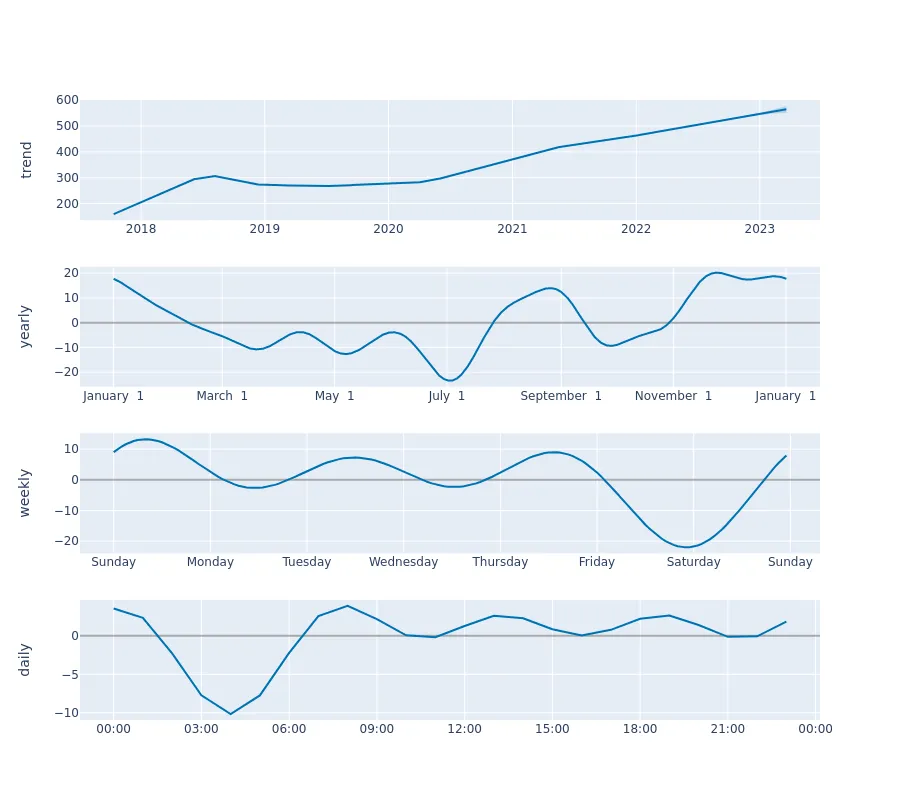 trend
600
500
400
300
200
2018 2019 2020 2021 2022 2023
yearly
20
10
0
−10
−20
January 1 March 1 May 1 July 1 September 1 November 1 January 1
weekly
10
0
−10
−20
Sunday Monday Tuesday Wednesday Thursday Friday Saturday Sunday
daily
0
−5
−10
00:00 03:00 06:00 09:00 12:00 15:00 18:00 21:00 00:00